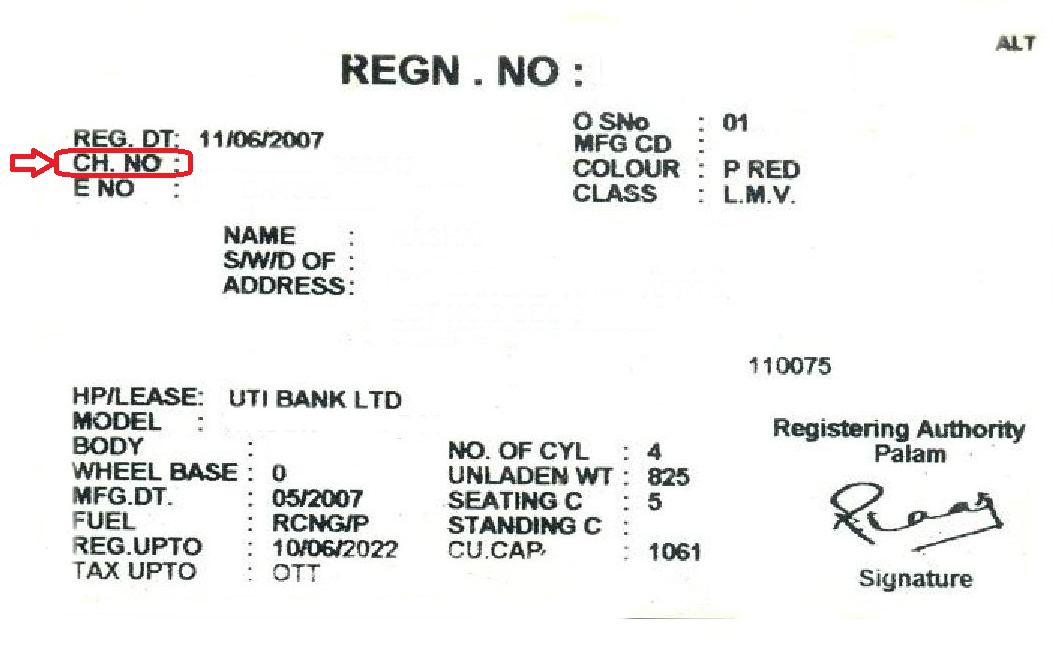 ALT
REGN . NO :
REG. DT: 11/06/2007
CH. NO :
E NO :
O SNo : 01
MFG CD :
COLOUR : P RED
CLASS : L.M.V.
NAME :
S/W/D OF :
ADDRESS:
110075
HP/LEASE: UTI BANK LTD
MODEL :
BODY :
WHEEL BASE : 0
MFG.DT. : 05/2007
FUEL : RCNG/P
REG.UPTO : 10/06/2022
TAX UPTO : OTT
NO. OF CYL : 4
UNLADEN WT : 825
SEATING C : 5
STANDING C :
CU.CAP. : 1061
Registering Authority
Palam
Signature